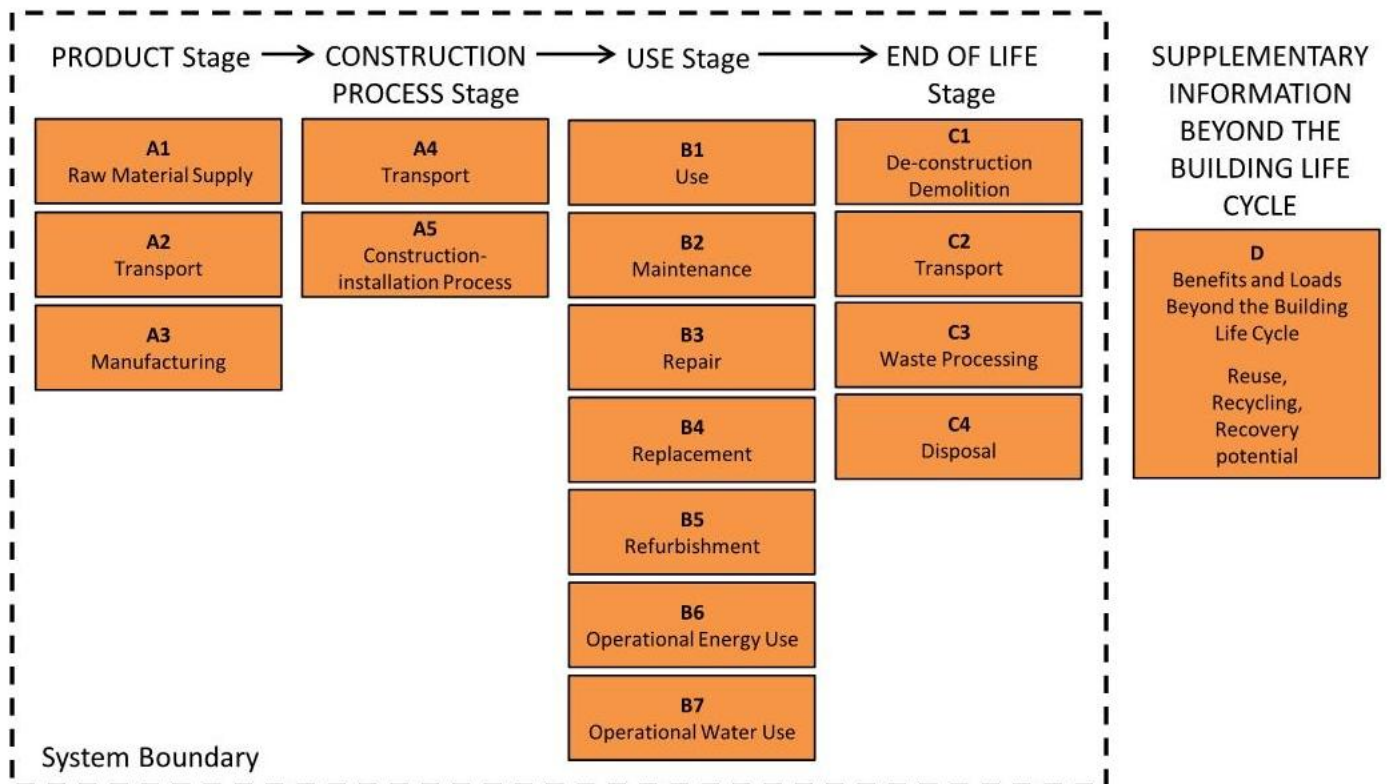 PRODUCT Stage
A1
Raw Material Supply
A2
Transport
A3
Manufacturing
CONSTRUCTION
PROCESS Stage
A4
Transport
A5
Construction-
installation Process
USE Stage
B1
Use
B2
Maintenance
B3
Repair
B4
Replacement
B5
Refurbishment
B6
Operational Energy Use
B7
Operational Water Use
END OF LIFE
Stage
C1
De-construction
Demolition
C2
Transport
C3
Waste Processing
C4
Disposal
System Boundary
SUPPLEMENTARY
INFORMATION
BEYOND THE
BUILDING LIFE
CYCLE
D
Benefits and Loads
Beyond the Building
Life Cycle
Reuse,
Recycling,
Recovery
potential